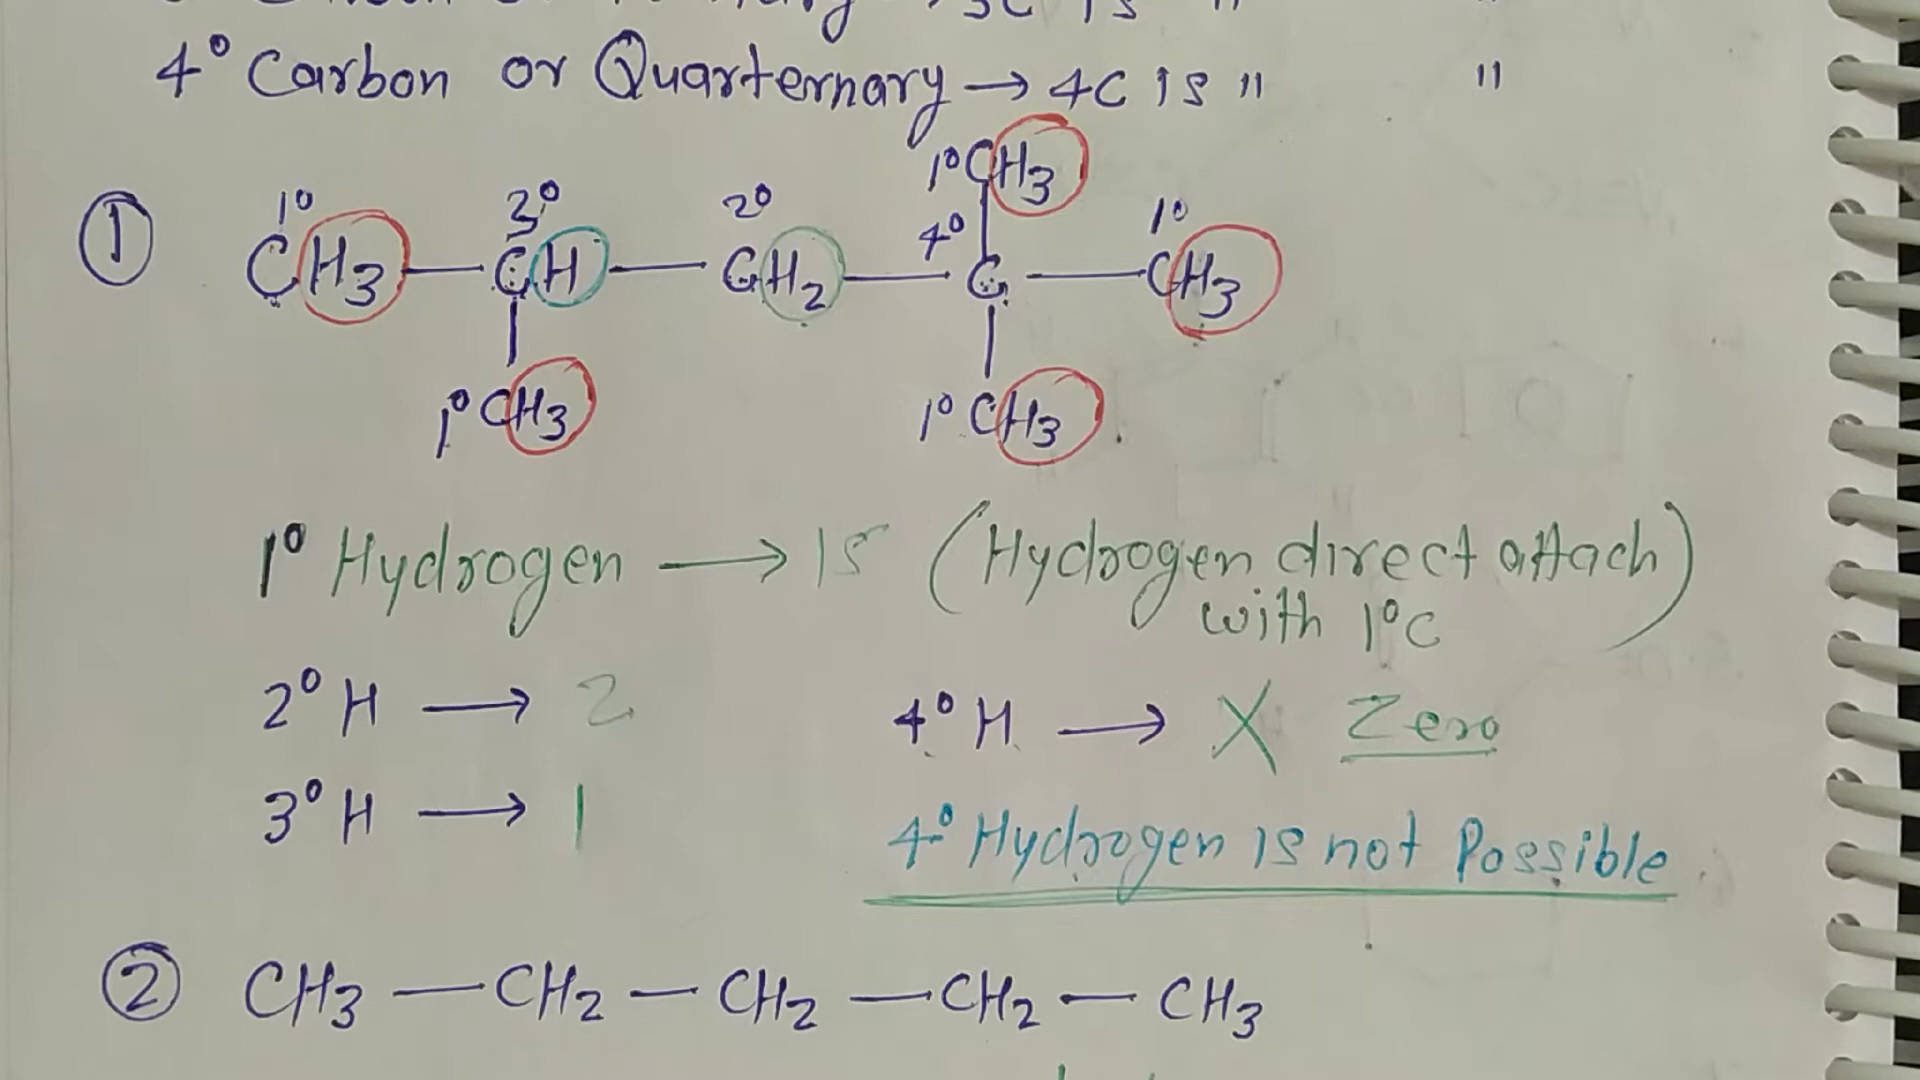 4° Carbon or Quarternary → 4C is " "
1° CH3
① 1° 3° 2° 4° 1°
CH3 — CH — CH2 — C — CH3
1° CH3 1° CH3
1° Hydrogen → 15 (Hydrogen direct attach)
with 1°C
2° H → 2 4° H → X Zero
3° H → 1
4° Hydrogen is not Possible
② CH3 — CH2 — CH2 — CH2 — CH3